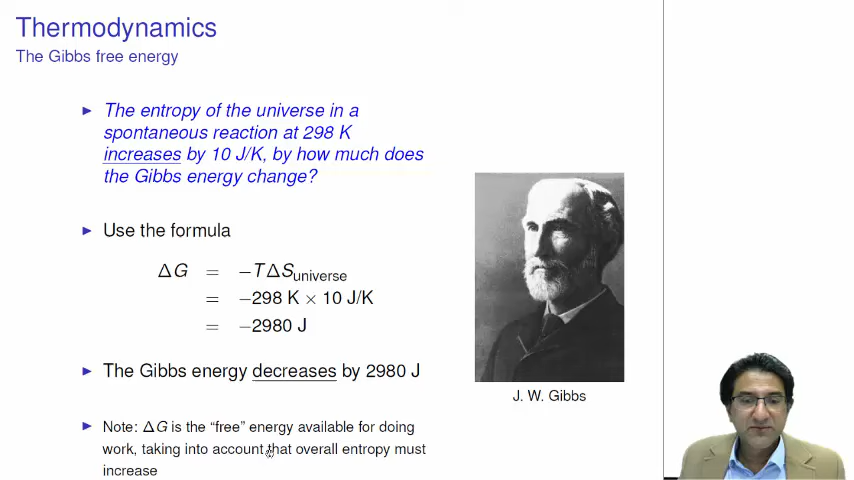 Thermodynamics
The Gibbs free energy
The entropy of the universe in a
spontaneous reaction at 298 K
increases by 10 J/K, by how much does
the Gibbs energy change?
Use the formula
ΔG = −TΔSuniverse
= −298 K × 10 J/K
= −2980 J
The Gibbs energy decreases by 2980 J
J. W. Gibbs
Note: ΔG is the “free” energy available for doing
work, taking into account that overall entropy must
increase